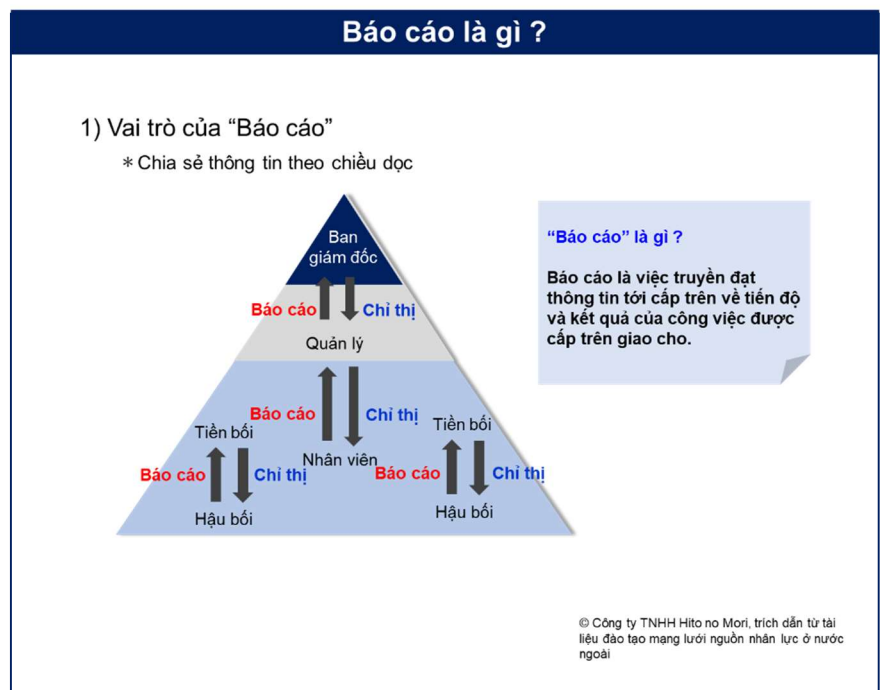 Báo cáo là gì ?
1) Vai trò của “Báo cáo”
＊Chia sẻ thông tin theo chiều dọc
Ban
giám đốc
Báo cáo
Chỉ thị
Quản lý
Báo cáo
Chỉ thị
Nhân viên
Tiền bối
Báo cáo
Chỉ thị
Hậu bối
Tiền bối
Báo cáo
Chỉ thị
Hậu bối
“Báo cáo” là gì ?
Báo cáo là việc truyền đạt
thông tin tới cấp trên về tiến độ
và kết quả của công việc được
cấp trên giao cho.
© Công ty TNHH Hito no Mori, trích dẫn từ tài
liệu đào tạo mạng lưới nguồn nhân lực ở nước
ngoài